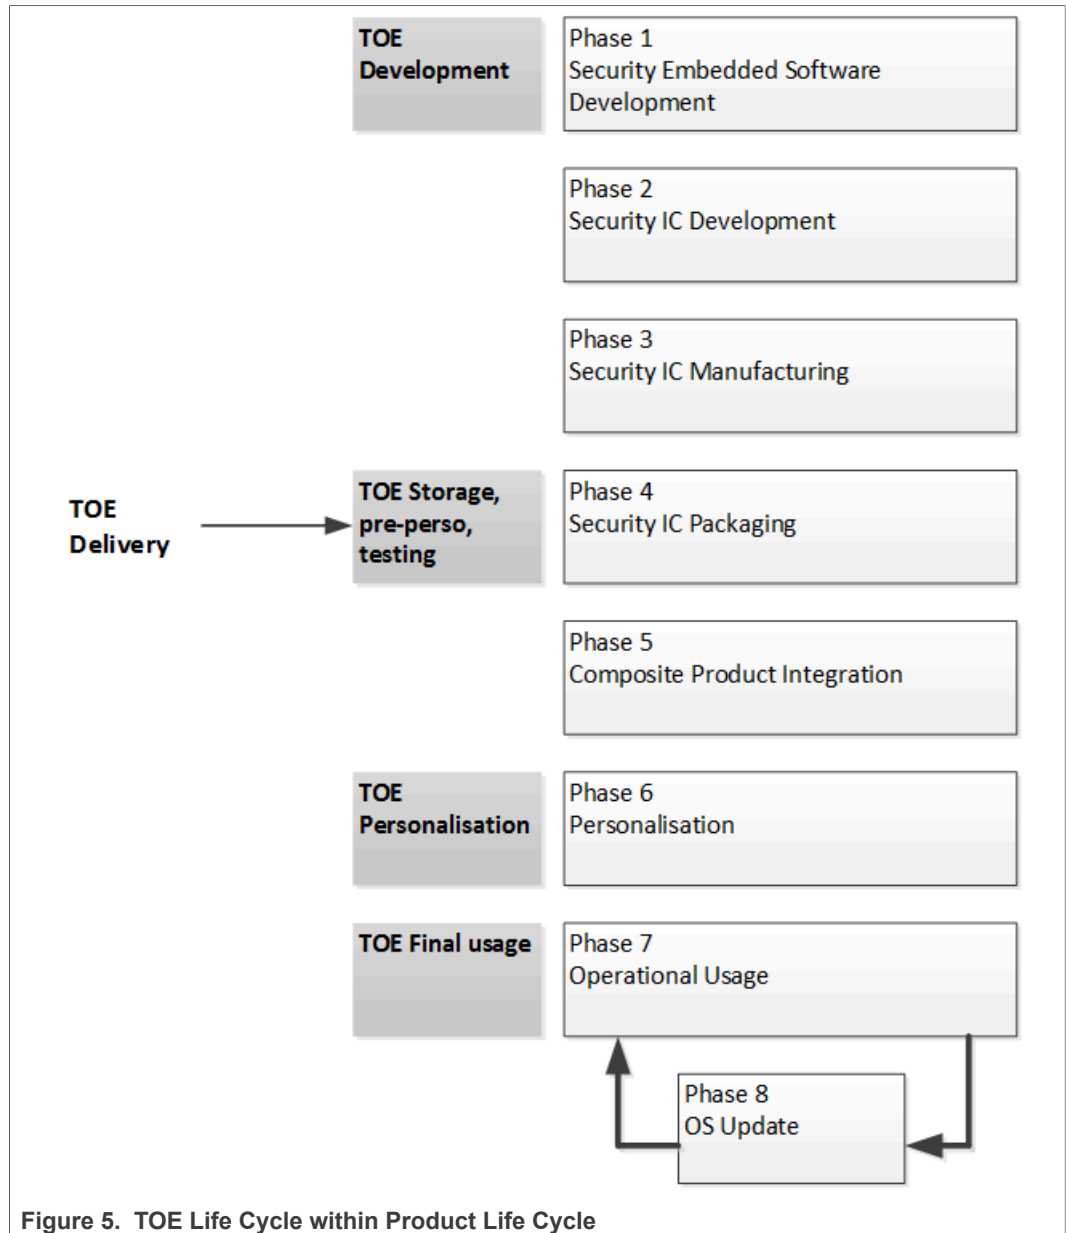 TOE
Development
Phase 1
Security Embedded Software
Development
Phase 2
Security IC Development
Phase 3
Security IC Manufacturing
TOE
Delivery
TOE Storage,
pre-perso,
testing
Phase 4
Security IC Packaging
Phase 5
Composite Product Integration
TOE
Personalisation
Phase 6
Personalisation
TOE Final usage
Phase 7
Operational Usage
Phase 8
OS Update
Figure 5. TOE Life Cycle within Product Life Cycle